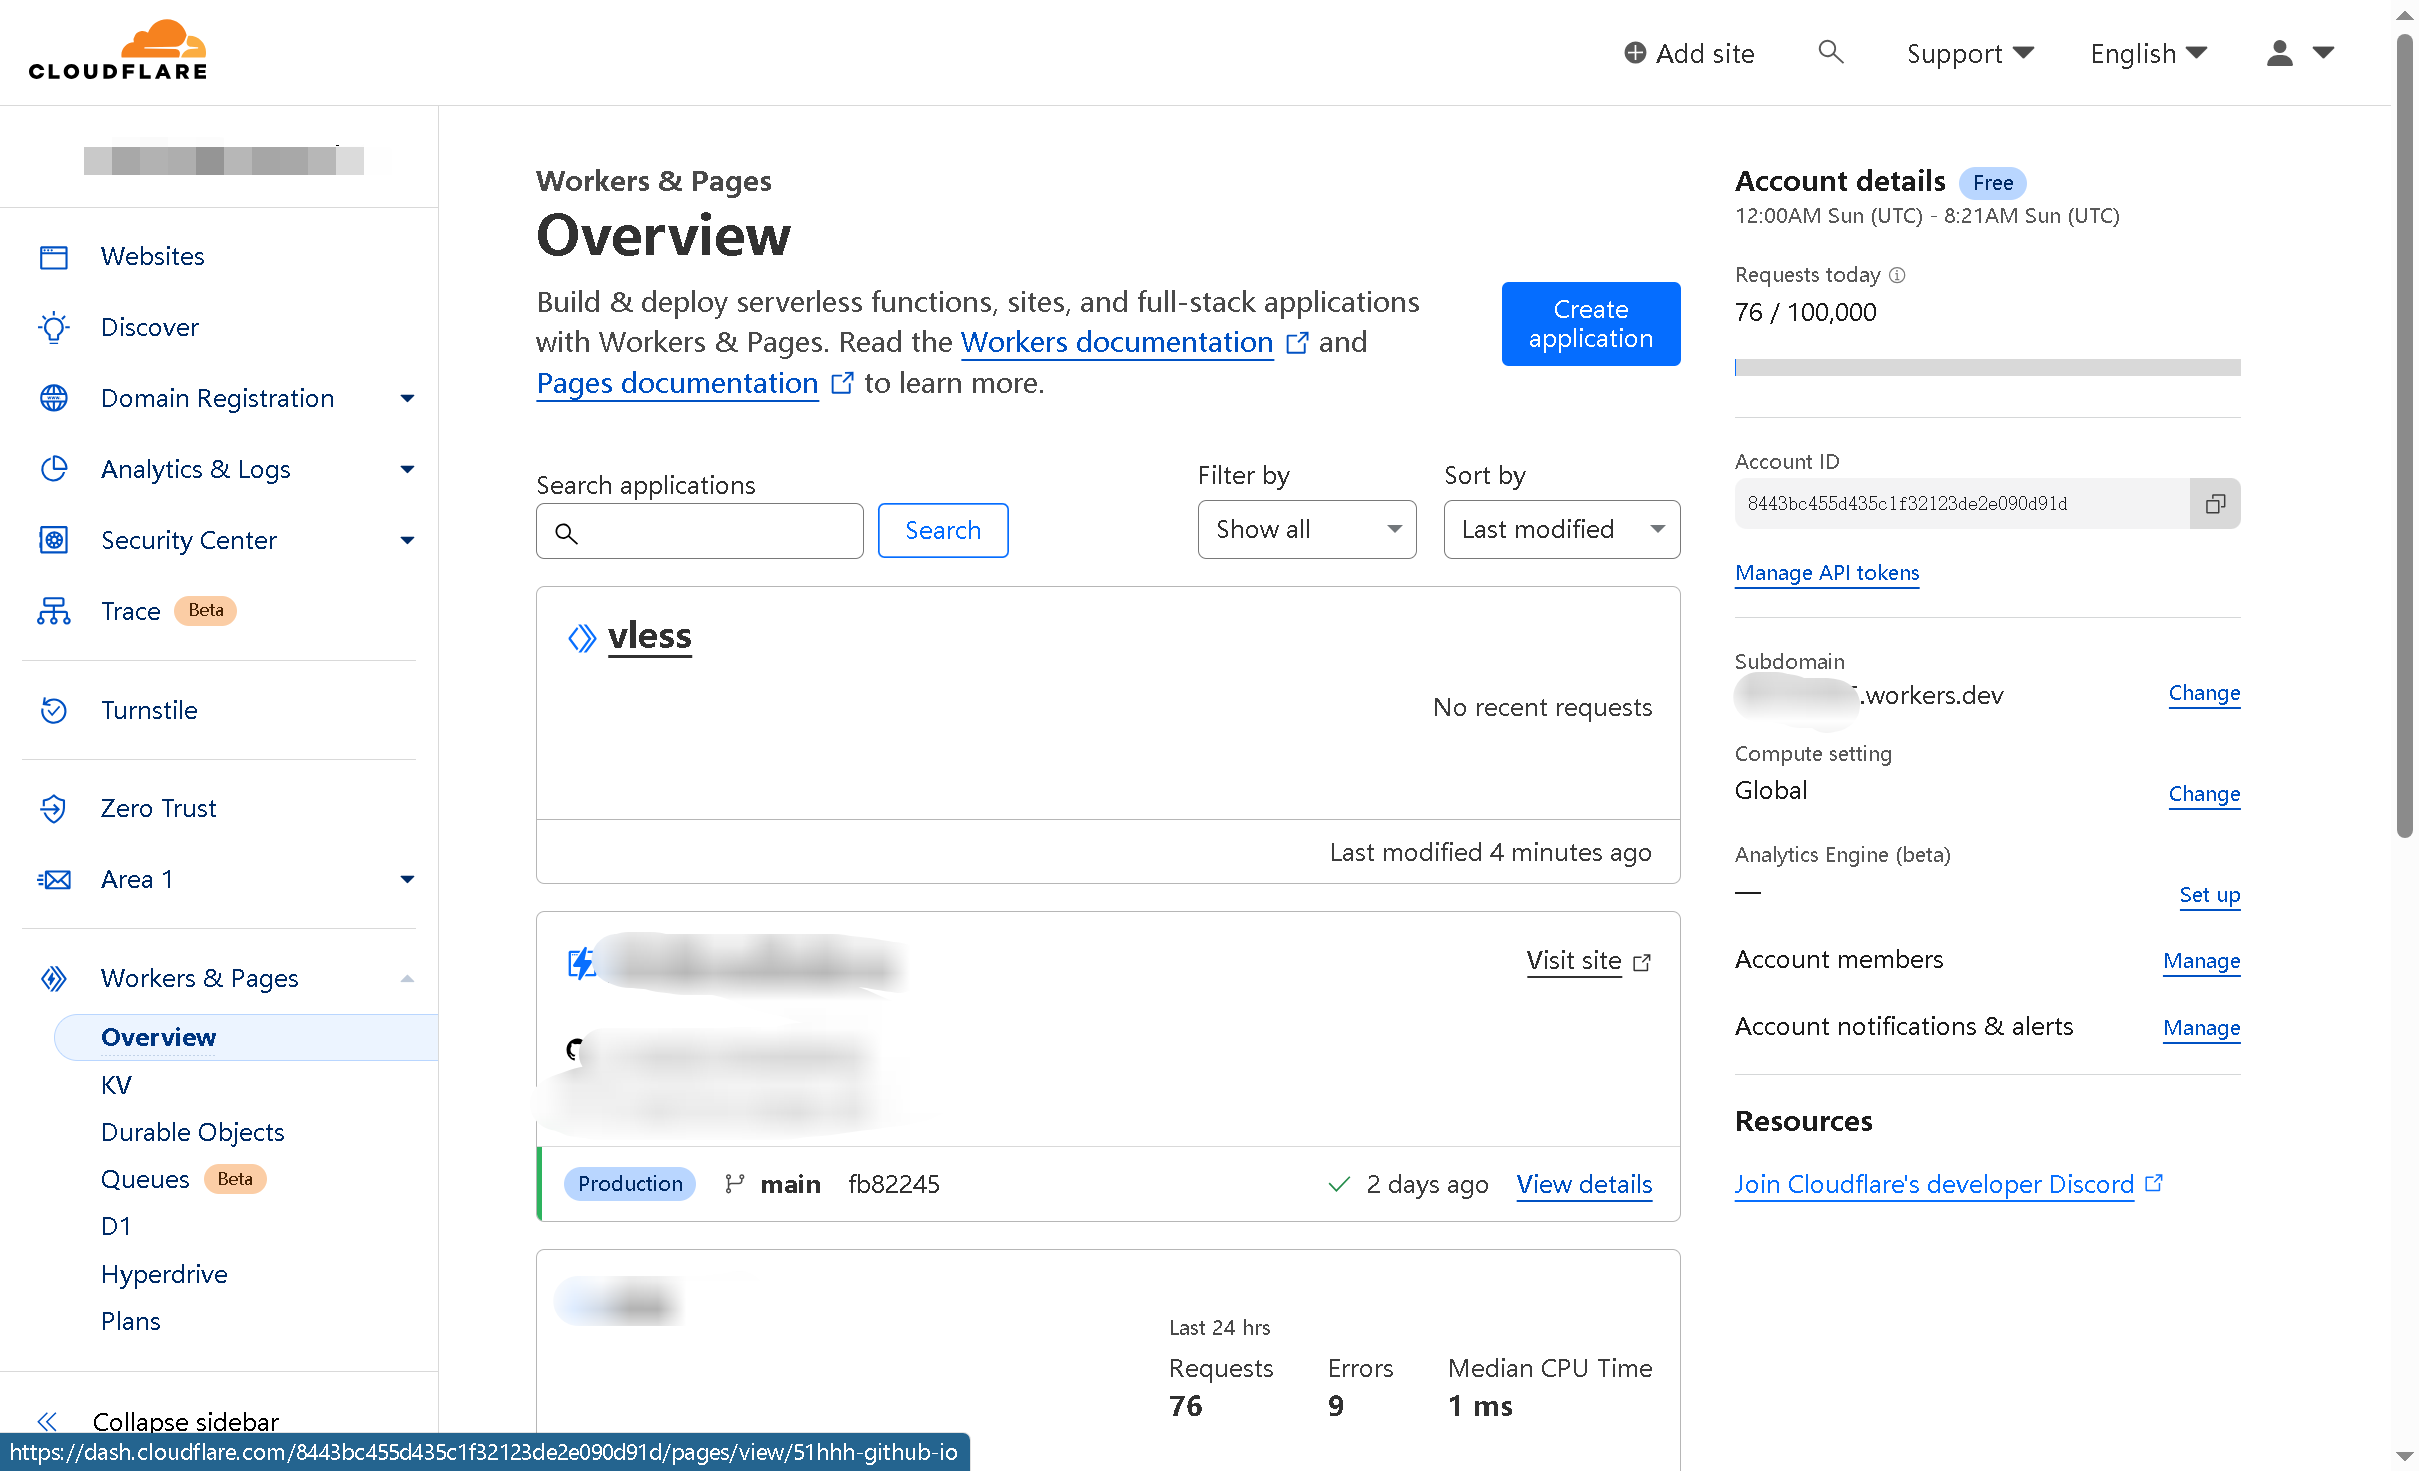 CLOUDFLARE
Add site
Support
English
Websites
Discover
Domain Registration
Analytics & Logs
Security Center
Trace Beta
Turnstile
Zero Trust
Area 1
Workers & Pages
Overview
KV
Durable Objects
Queues Beta
D1
Hyperdrive
Plans
Collapse sidebar
https://dash.cloudflare.com/8443bc455d435c1f32123de2e090d91d/pages/view/51hhh-github-io
Workers & Pages
Overview
Build & deploy serverless functions, sites, and full-stack applications
with Workers & Pages. Read the Workers documentation and
Pages documentation to learn more.
Create
application
Search applications
Search
Filter by
Show all
Sort by
Last modified
vless
No recent requests
Last modified 4 minutes ago
Visit site
Production main fb82245 2 days ago View details
Last 24 hrs
Requests Errors Median CPU Time
76 9 1 ms
Account details Free
12:00AM Sun (UTC) - 8:21AM Sun (UTC)
Requests today
76 / 100,000
Account ID
8443bc455d435c1f32123de2e090d91d
Manage API tokens
Subdomain
.workers.dev Change
Compute setting
Global
Change
Analytics Engine (beta)
—
Set up
Account members Manage
Account notifications & alerts Manage
Resources
Join Cloudflare's developer Discord